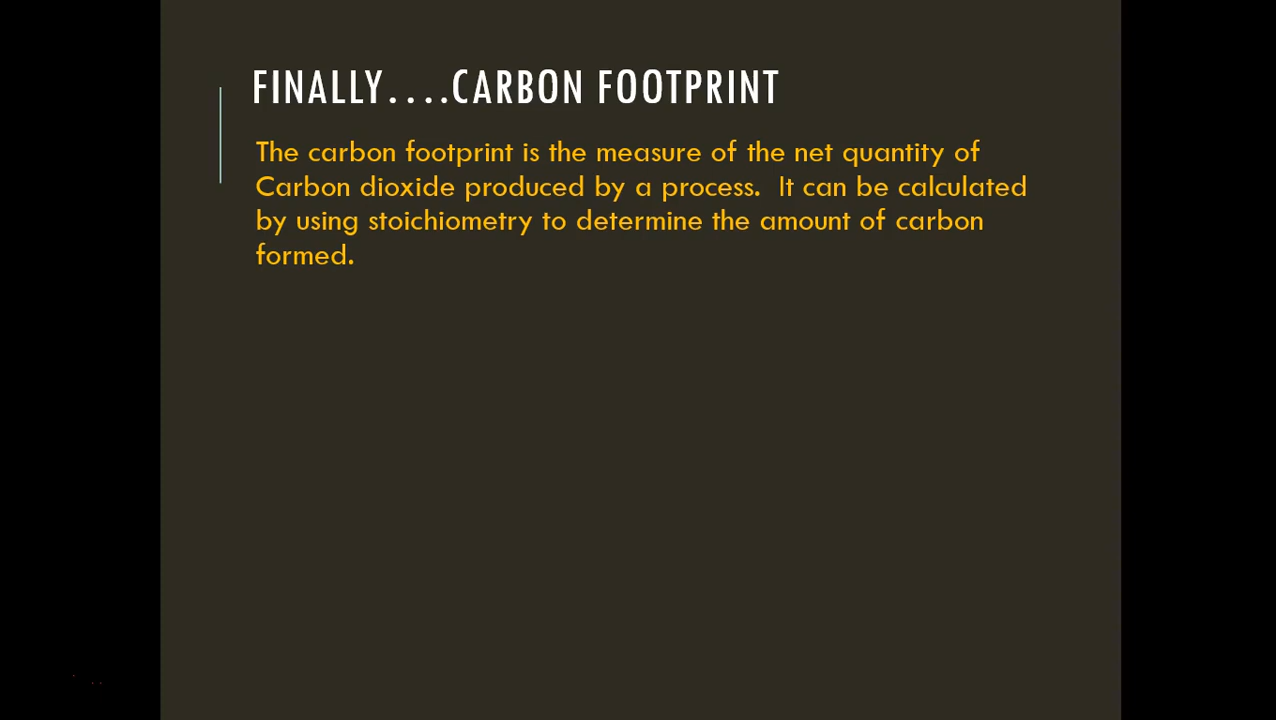 FINALLY....CARBON FOOTPRINT
The carbon footprint is the measure of the net quantity of
Carbon dioxide produced by a process.  It can be calculated
by using stoichiometry to determine the amount of carbon
formed.